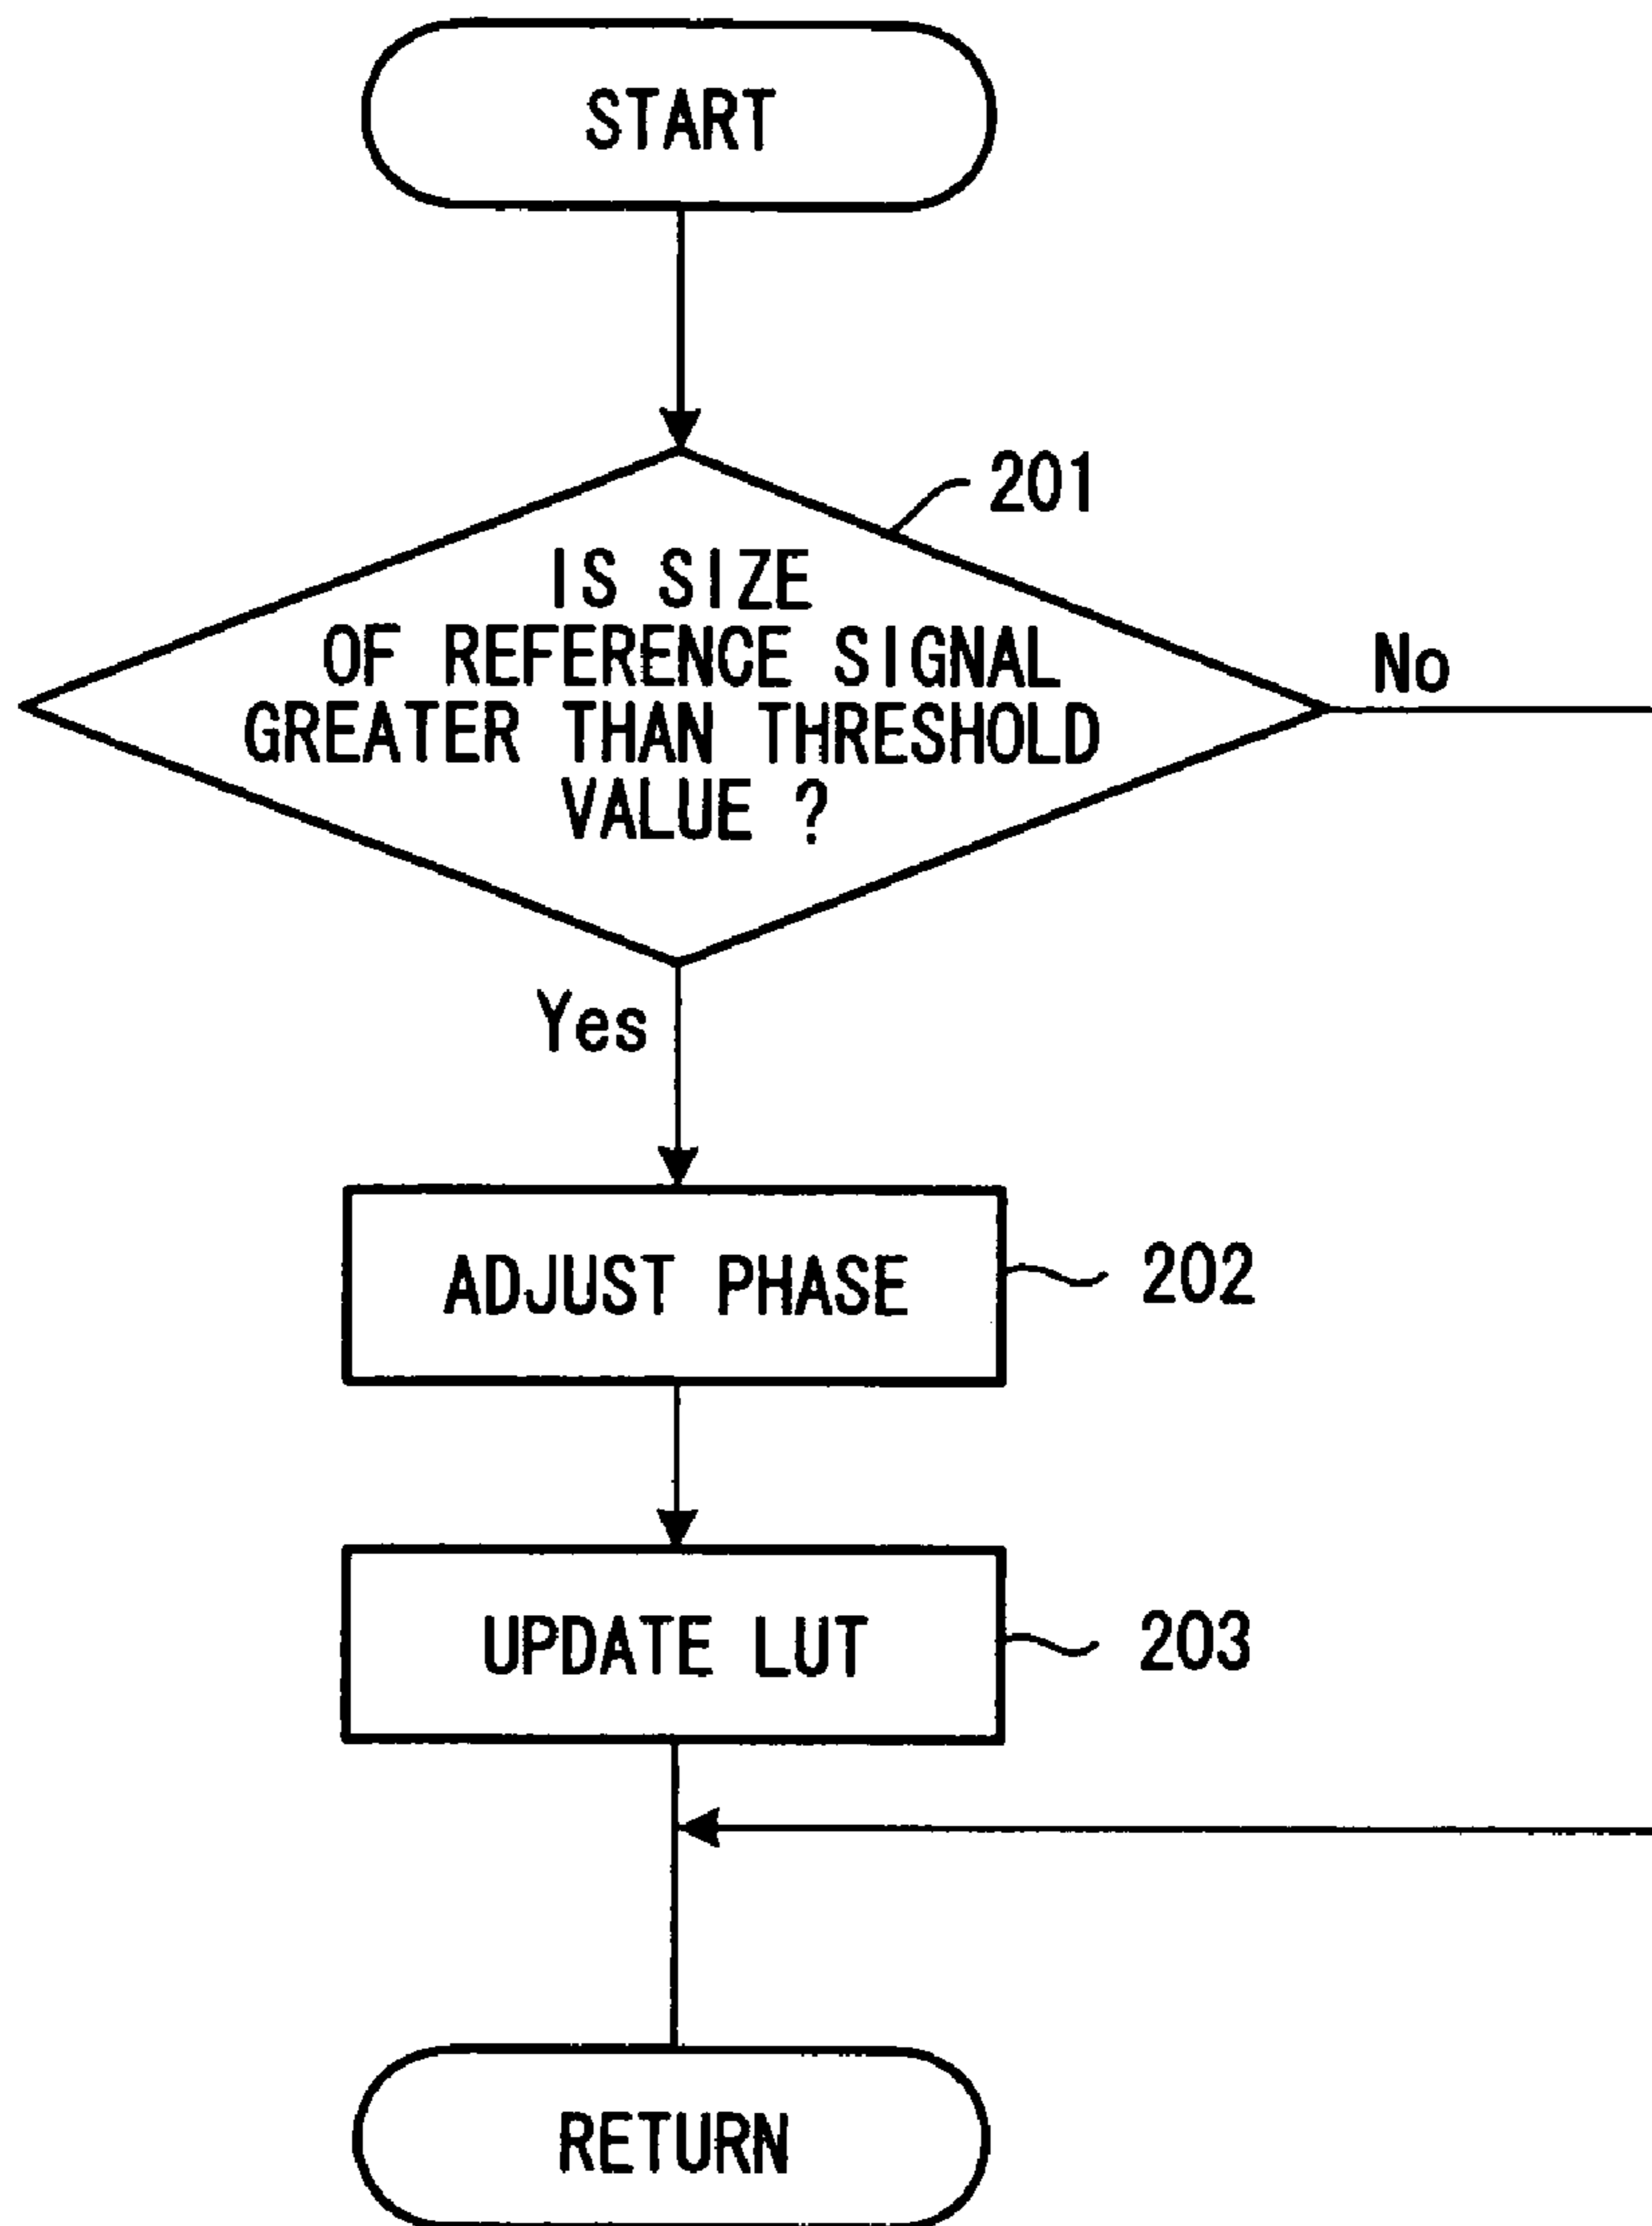 START
201
IS SIZE
OF REFERENCE SIGNAL
GREATER THAN THRESHOLD
VALUE ?
No
Yes
ADJUST PHASE
202
UPDATE LUT
203
RETURN